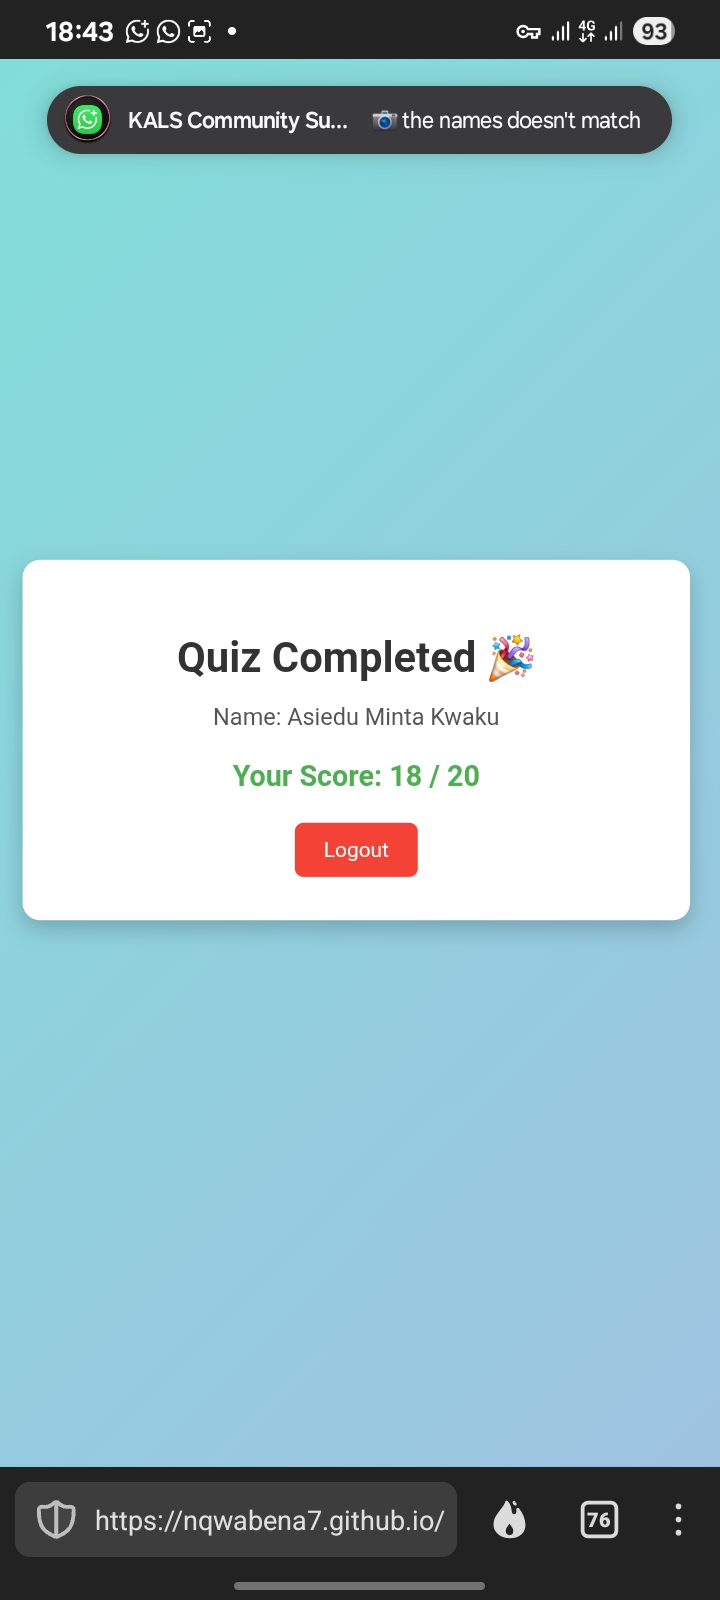 18:43
4G
93
KALS Community Su... 📷 the names doesn't match
Quiz Completed 🎉
Name: Asiedu Minta Kwaku
Your Score: 18 / 20
Logout
https://nqwabena7.github.io/
76